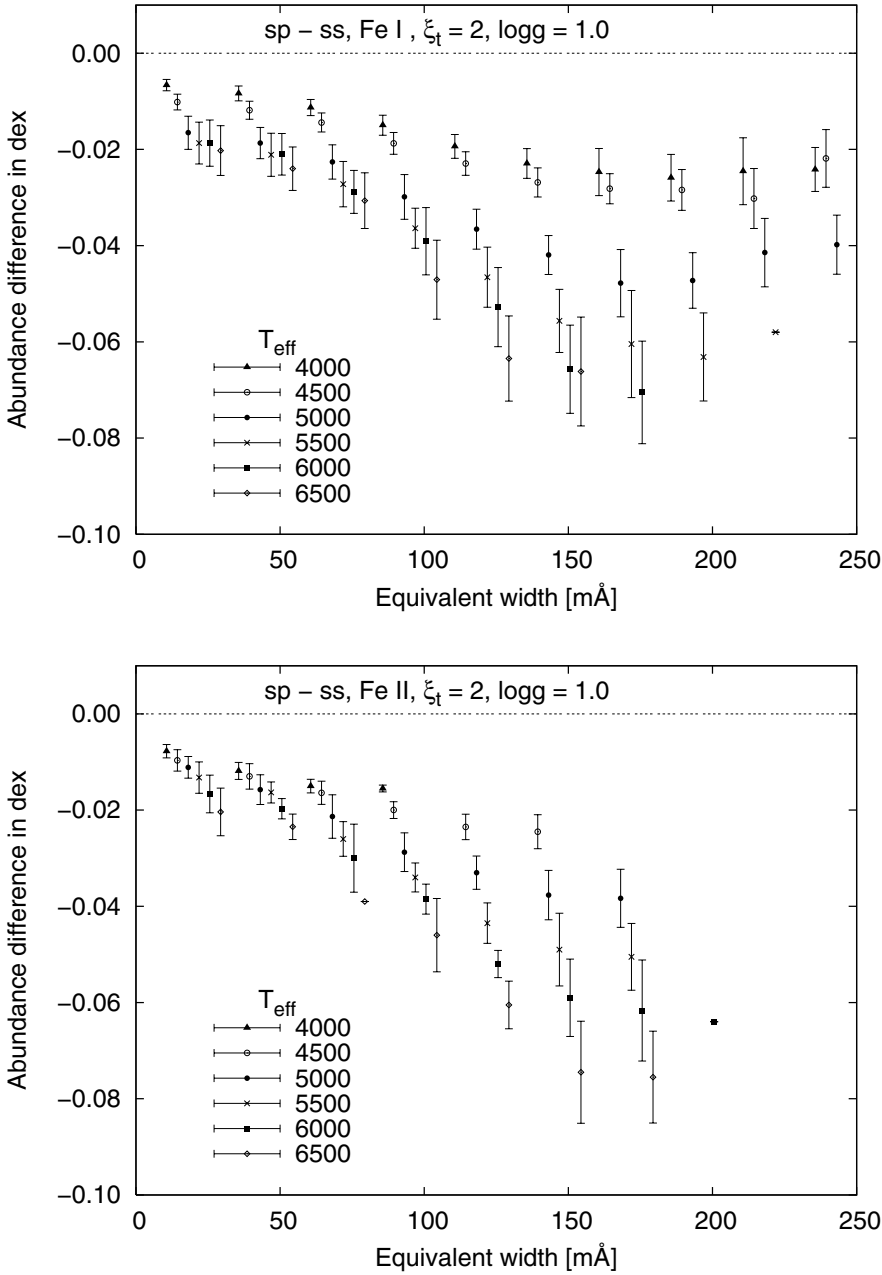 sp − ss, Fe I , ξt = 2, logg = 1.0
0.00
−0.02
−0.04
−0.06
−0.08
−0.10
Abundance difference in dex
Teff
4000
4500
5000
5500
6000
6500
0 50 100 150 200 250
Equivalent width [mÅ]
sp − ss, Fe II, ξt = 2, logg = 1.0
0.00
−0.02
−0.04
−0.06
−0.08
−0.10
Abundance difference in dex
Teff
4000
4500
5000
5500
6000
6500
0 50 100 150 200 250
Equivalent width [mÅ]